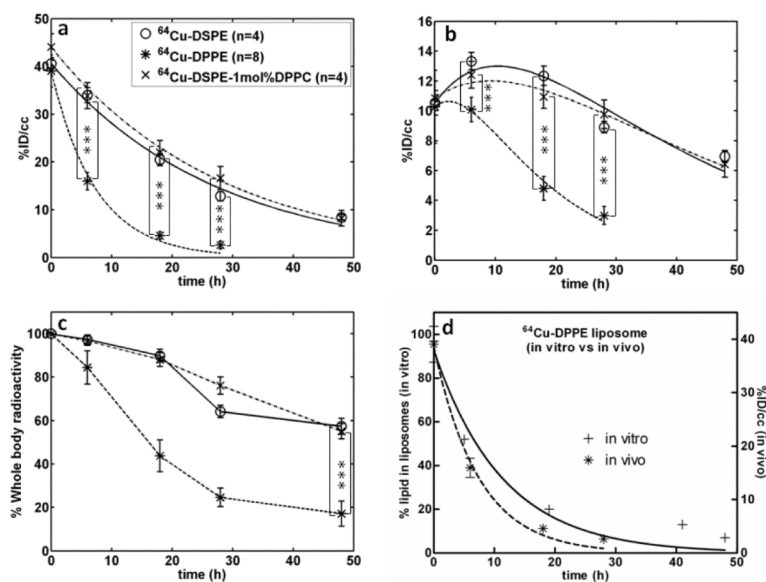 a
64Cu-DSPE (n=4)
64Cu-DPPE (n=8)
64Cu-DSPE-1mol%DPPC (n=4)
%ID/cc
50
40
30
20
10
0
***
***
***
0 10 20 30 40 50
time (h)
b
%ID/cc
16
14
12
10
8
6
4
2
0
***
***
***
0 10 20 30 40 50
time (h)
c
% Whole body radioactivity
100
80
60
40
20
0
***
0 10 20 30 40 50
time (h)
d
64Cu-DPPE liposome
(in vitro vs in vivo)
in vitro
in vivo
% lipid in liposomes (in vitro)
100
80
60
40
20
0
%ID/cc (in vivo)
40
30
20
10
0
0 10 20 30 40 50
time (h)